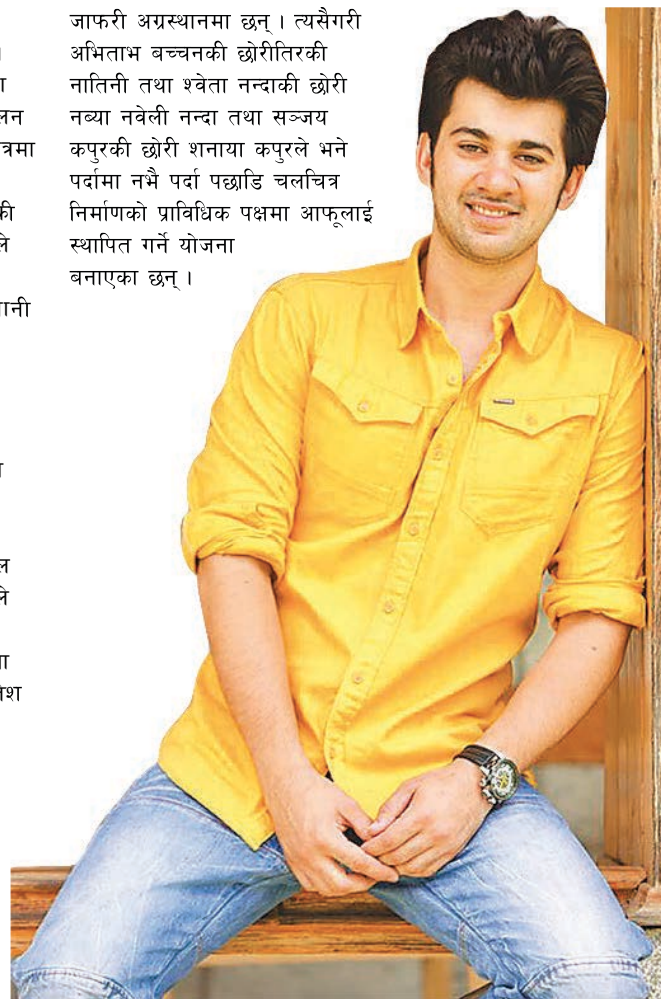 जाफरी अग्रस्थानमा छन् । त्यसैगरी
अभिताभ बच्चनकी छोरीतिरकी
नातिनी तथा श्वेता नन्दाकी छोरी
नब्या नवेली नन्दा तथा सञ्जय
कपुरकी छोरी शनाया कपुरले भने
पर्दामा नभै पर्दा पछाडि चलचित्र
निर्माणको प्राविधिक पक्षमा आफूलाई
स्थापित गर्ने योजना
बनाएका छन् ।